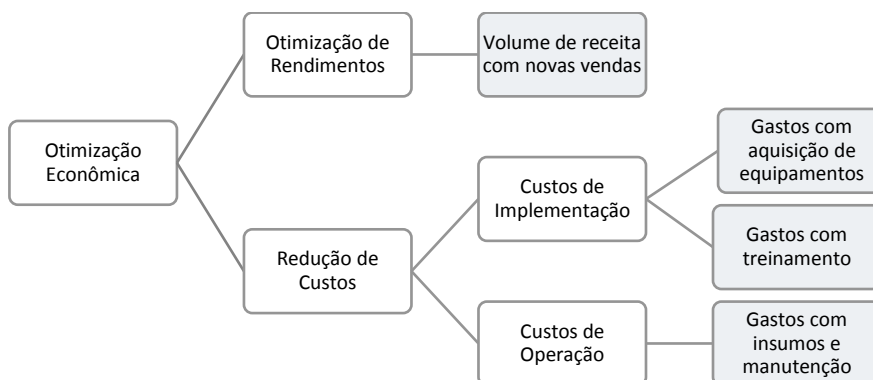 Otimização
Econômica
Otimização de
Rendimentos
Volume de receita
com novas vendas
Redução de
Custos
Custos de
Implementação
Gastos com
aquisição de
equipamentos
Gastos com
treinamento
Custos de
Operação
Gastos com
insumos e
manutenção